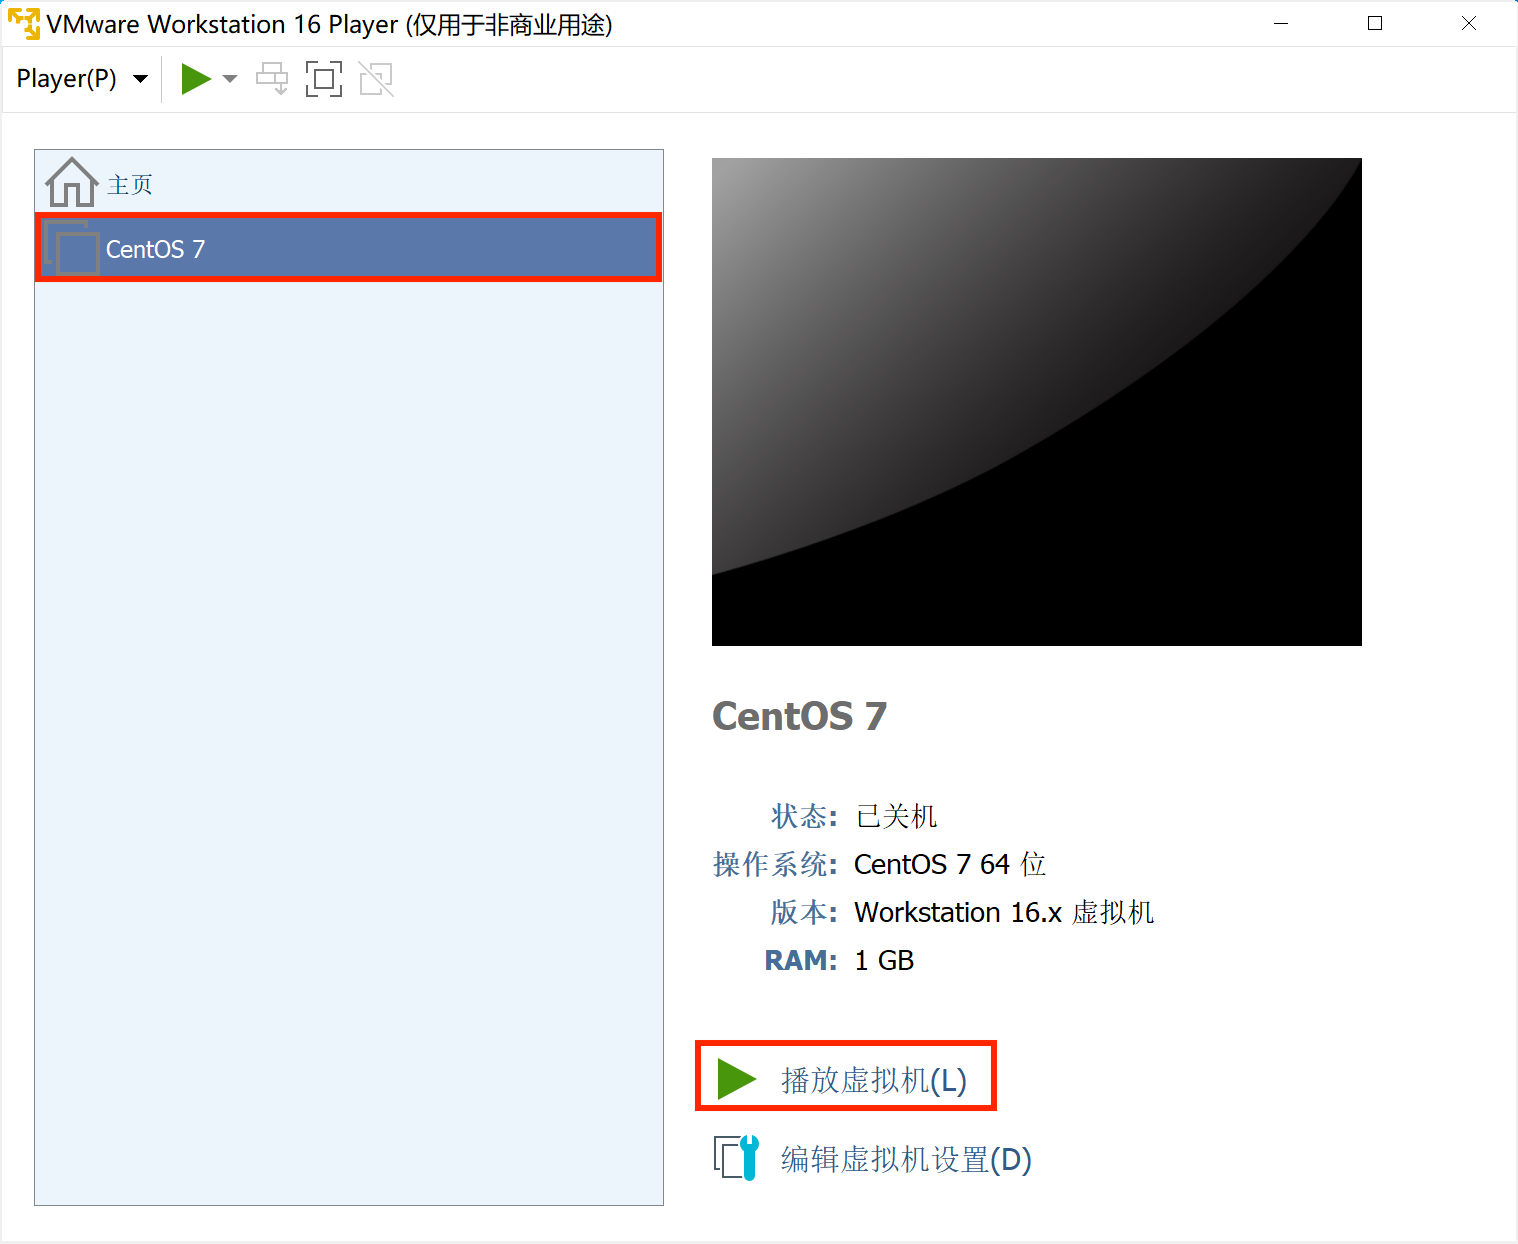 VMware Workstation 16 Player (仅用于非商业用途)
Player(P)
主页
CentOS 7
CentOS 7
状态: 已关机
操作系统: CentOS 7 64 位
版本: Workstation 16.x 虚拟机
RAM: 1 GB
播放虚拟机(L)
编辑虚拟机设置(D)